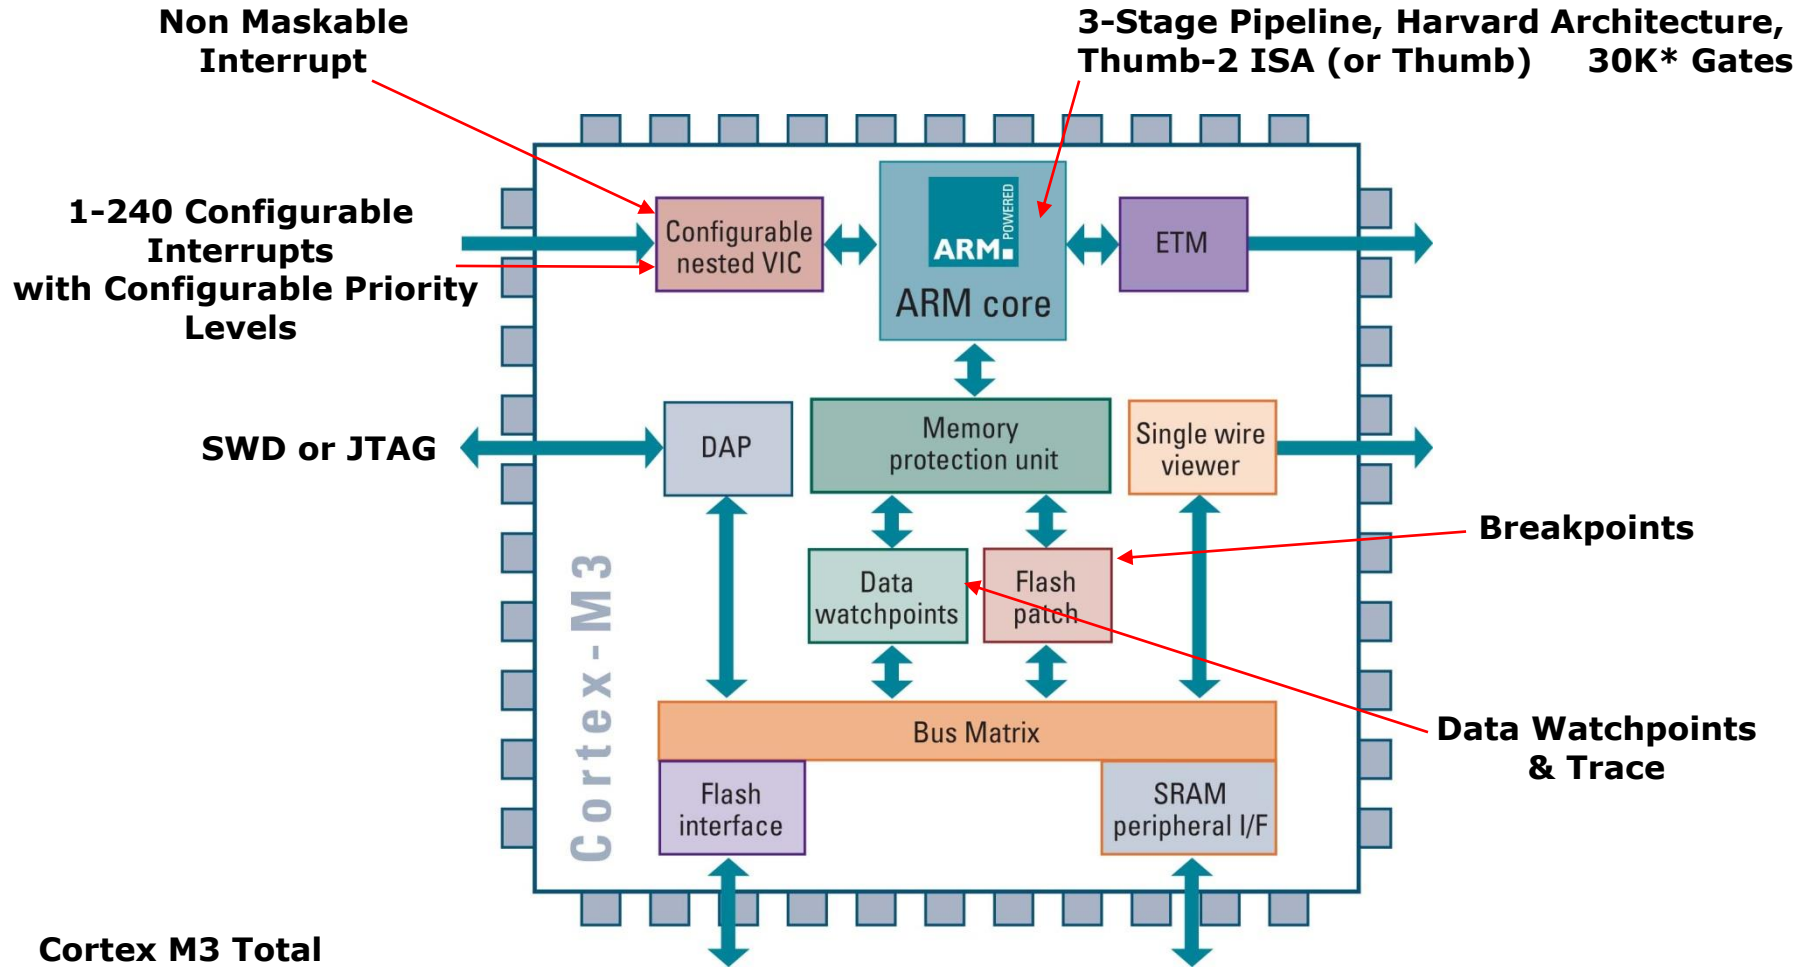 Non Maskable
Interrupt
3-Stage Pipeline, Harvard Architecture,
Thumb-2 ISA (or Thumb) 30K* Gates
1-240 Configurable
Interrupts
with Configurable Priority
Levels
Configurable
nested VIC
ARM
POWERED
ARM core
ETM
SWD or JTAG
DAP
Memory
protection unit
Single wire
viewer
Breakpoints
Data
watchpoints
Flash
patch
Cortex-M3
Bus Matrix
Data Watchpoints
& Trace
Flash
interface
SRAM
peripheral I/F
Cortex M3 Total